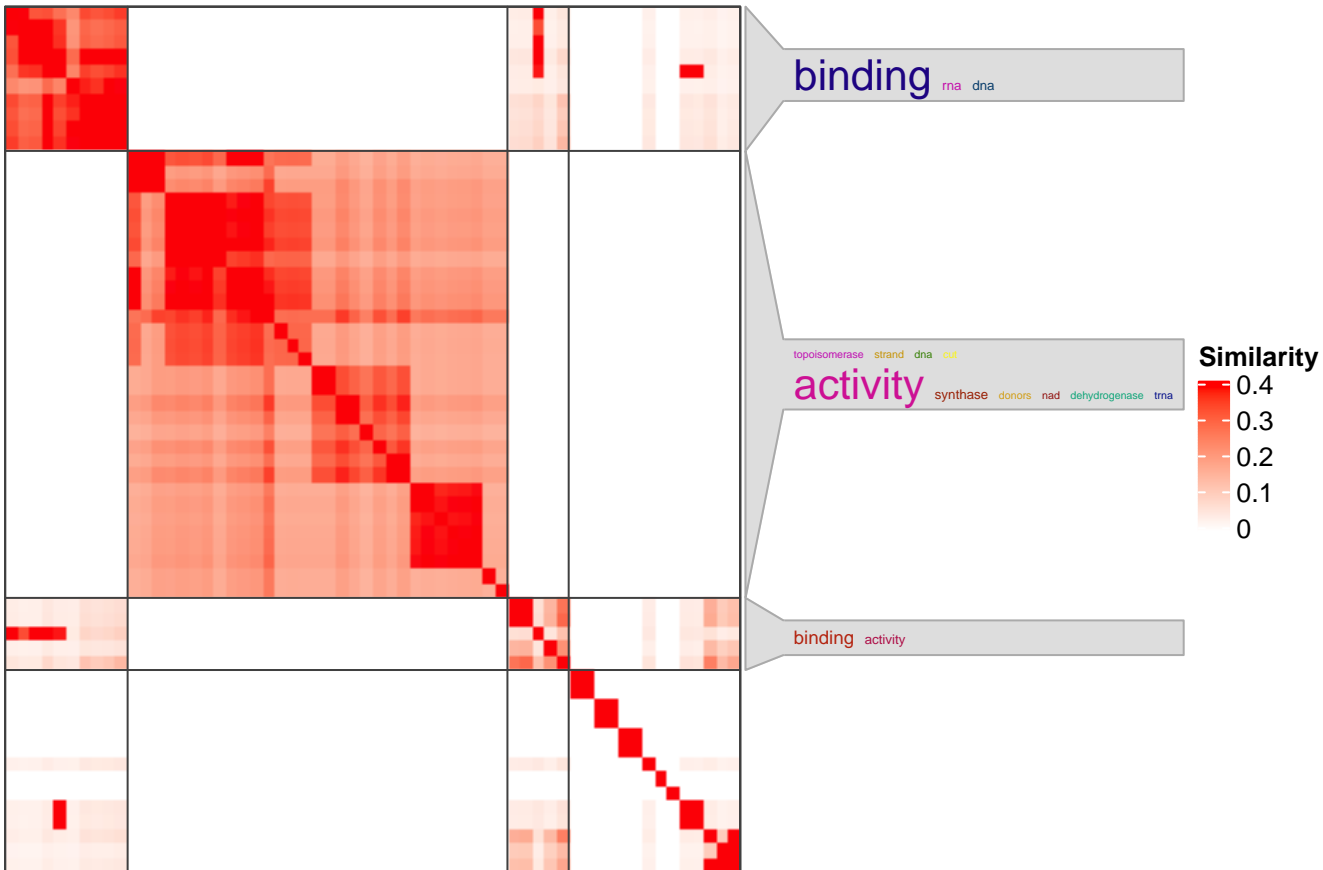 binding rna dna
topoisomerase strand dna
activity synthase donors nad dehydrogenase trna
binding activity
Similarity
0.4
0.3
0.2
0.1
0